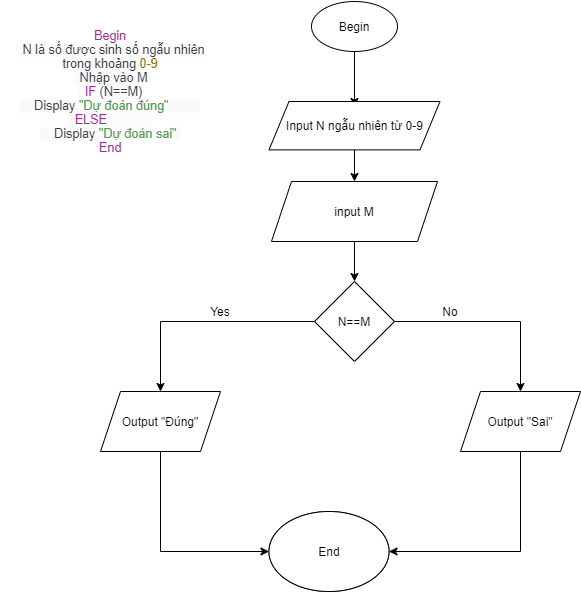 Begin
N là số được sinh số ngẫu nhiên
trong khoảng 0-9
Nhập vào M
IF (N==M)
Display "Dự đoán đúng"
ELSE
Display "Dự đoán sai"
End
Begin
Input N ngẫu nhiên từ 0-9
input M
N==M
Yes
No
Output "Đúng"
Output "Sai"
End